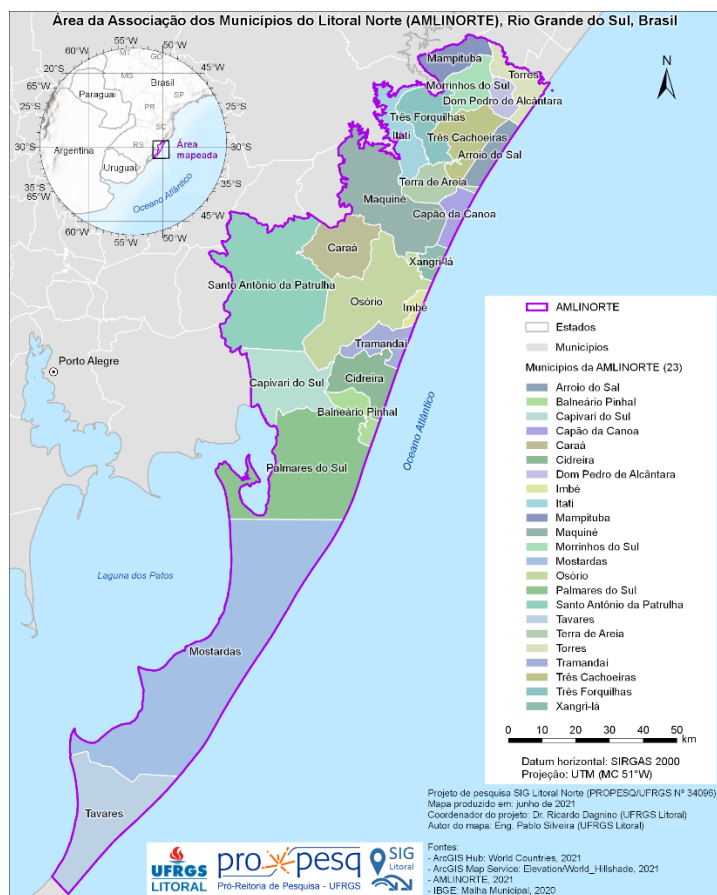 Área da Associação dos Municípios do Litoral Norte (AMLINORTE), Rio Grande do Sul, Brasil
60°W 55°W 50°W 45°W
MT GO
MS Brasil
Paraguai SP
PR
SC
30°S 30°S
Argentina RS Área mapeada
Uruguai
35°S 35°S
Oceano Atlântico
60°W 55°W 50°W 45°W
N
Mampituba
Torres
Morrinhos do Sul
Dom Pedro de Alcântara
Três Forquilhas
Itati
Três Cachoeiras
Arroio do Sal
Terra de Areia
Maquiné
Capão da Canoa
Caraá
Xangri-lá
Santo Antônio da Patrulha
Osório
Imbé
Tramandaí
Porto Alegre
Capivari do Sul
Cidreira
Balneário Pinhal
Oceano Atlântico
Palmares do Sul
Laguna dos Patos
Mostardas
Tavares
AMLINORTE
Estados
Municípios
Municípios da AMLINORTE (23)
Arroio do Sal
Balneário Pinhal
Capivari do Sul
Capão da Canoa
Caraá
Cidreira
Dom Pedro de Alcântara
Imbé
Itati
Mampituba
Maquiné
Morrinhos do Sul
Mostardas
Osório
Palmares do Sul
Santo Antônio da Patrulha
Tavares
Terra de Areia
Torres
Tramandaí
Três Cachoeiras
Três Forquilhas
Xangri-lá
0 10 20 30 40 50
km
Datum horizontal: SIRGAS 2000
Projeção: UTM (MC 51°W)
Projeto de pesquisa SIG Litoral Norte (PROPESQ/UFRGS Nº 34096)
Mapa produzido em: junho de 2021
Coordenador do projeto: Dr. Ricardo Dagnino (UFRGS Litoral)
Autor do mapa: Eng. Pablo Silveira (UFRGS Litoral)
Fontes:
- ArcGIS Hub: World Countries, 2021
- ArcGIS Map Service: Elevation/World_Hillshade, 2021
- AMLINORTE, 2021
- IBGE: Malha Municipal, 2020
UFRGS
LITORAL
propesq
Pró-Reitoria de Pesquisa - UFRGS
SIG
Litoral